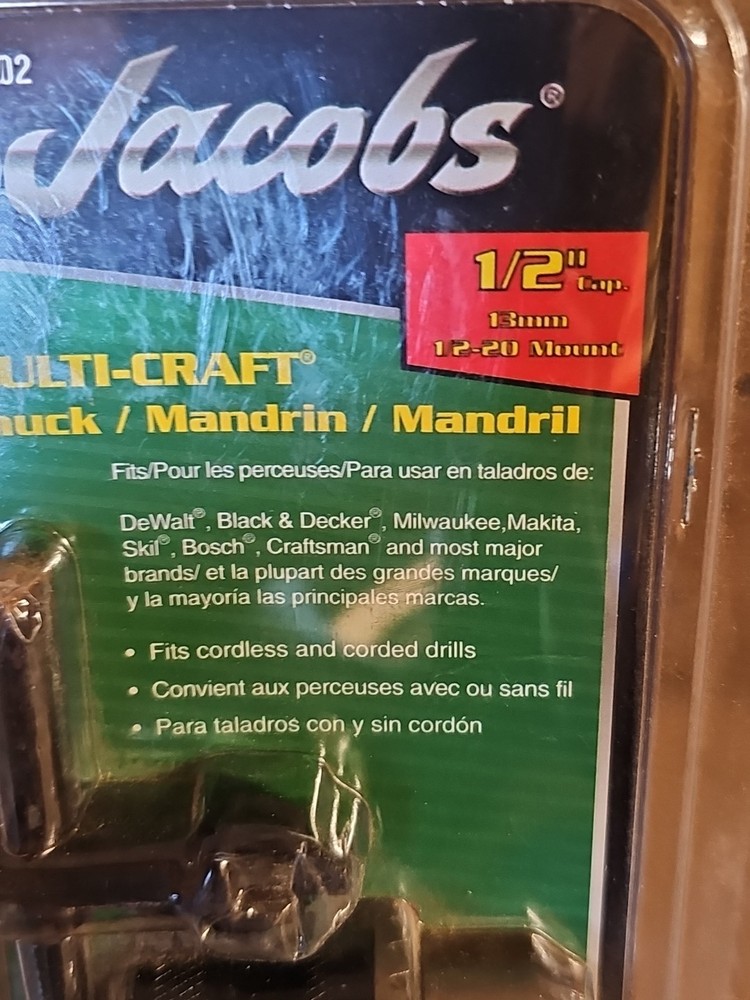 02
Jacobs®
1/2" Cap.
13mm
1 2-20 Mount
ULTI-CRAFT®
huck / Mandrin / Mandril
Fits/Pour les perceuses/Para usar en taladros de:
DeWalt®, Black & Decker®, Milwaukee,Makita,
Skil®, Bosch®, Craftsman® and most major
brands/ et la plupart des grandes marques/
y la mayoría las principales marcas.
• Fits cordless and corded drills
• Convient aux perceuses avec ou sans fil
• Para taladros con y sin cordón